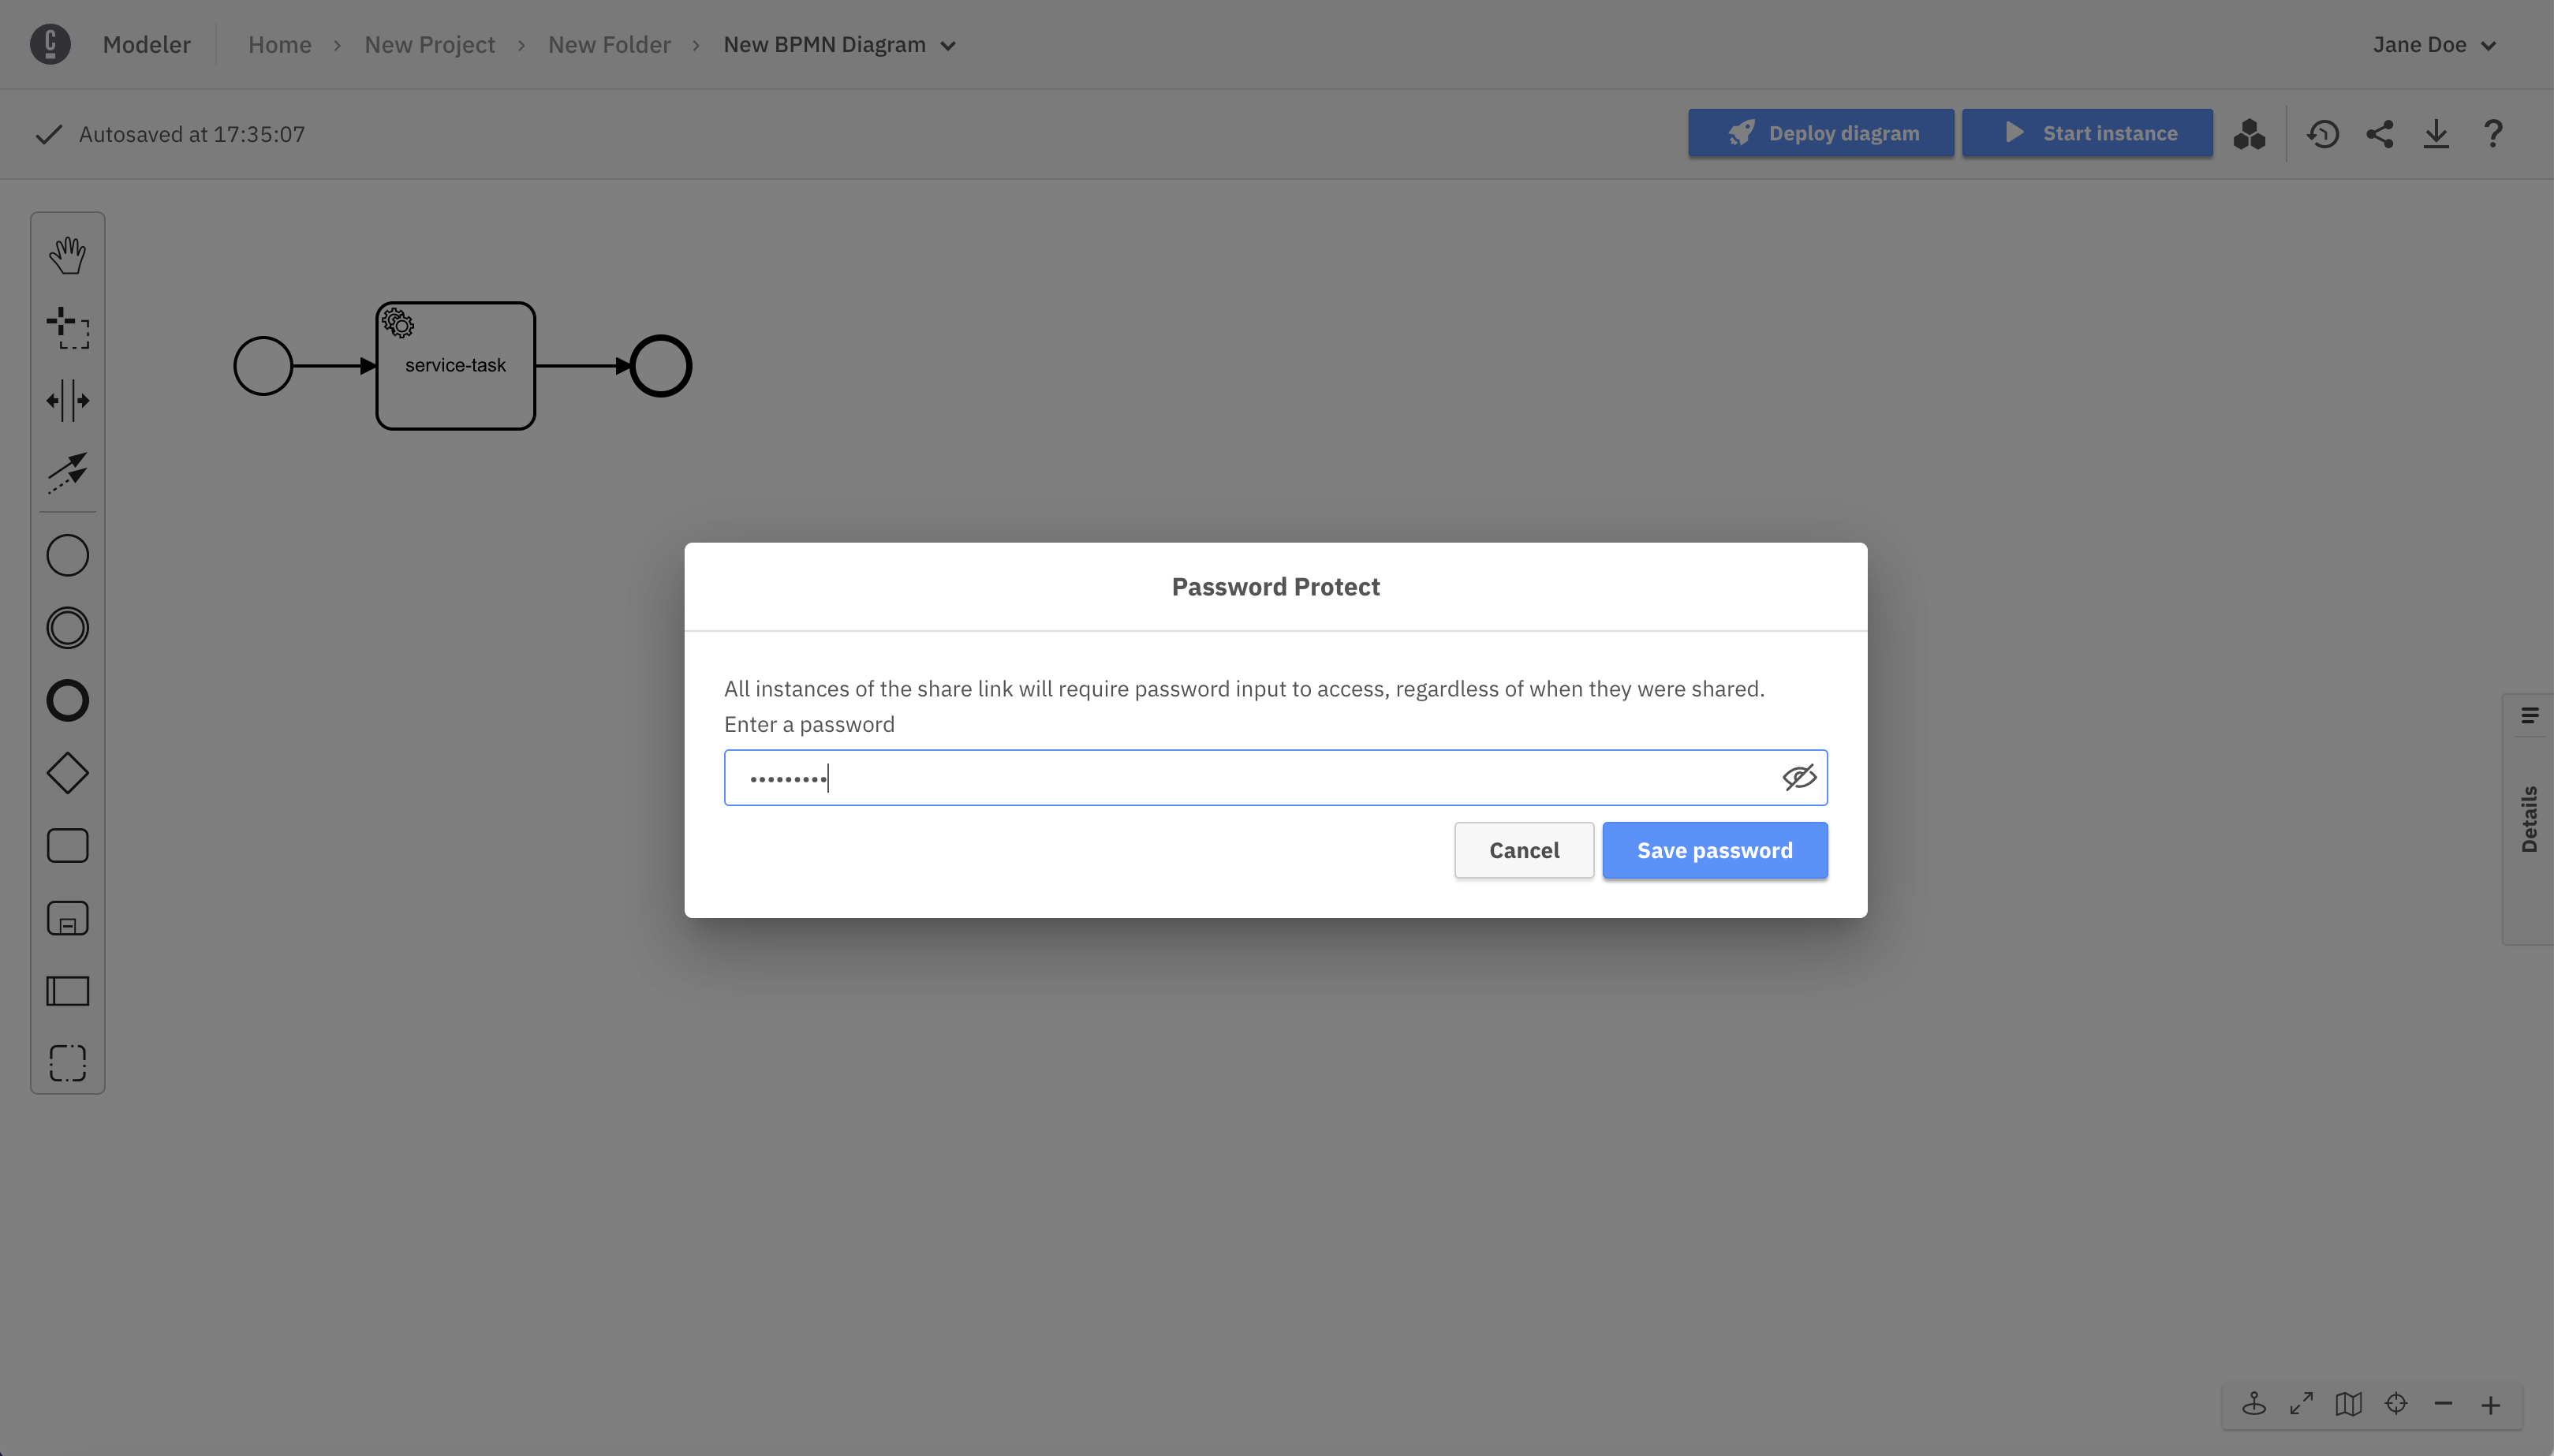 Modeler Home › New Project › New Folder › New BPMN Diagram Jane Doe
Autosaved at 17:35:07 Deploy diagram Start instance ?
service-task
Password Protect
All instances of the share link will require password input to access, regardless of when they were shared.
Enter a password
•••••••••
Cancel Save password
Details